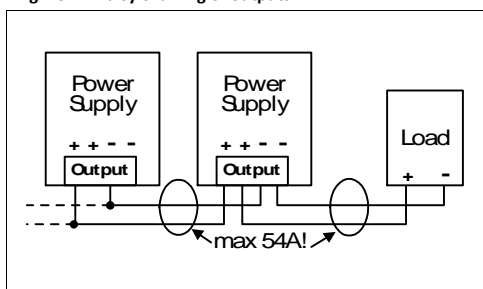 Power
Supply
+ + - -
Output
Power
Supply
+ + - -
Output
Load
+ -
max 54A!